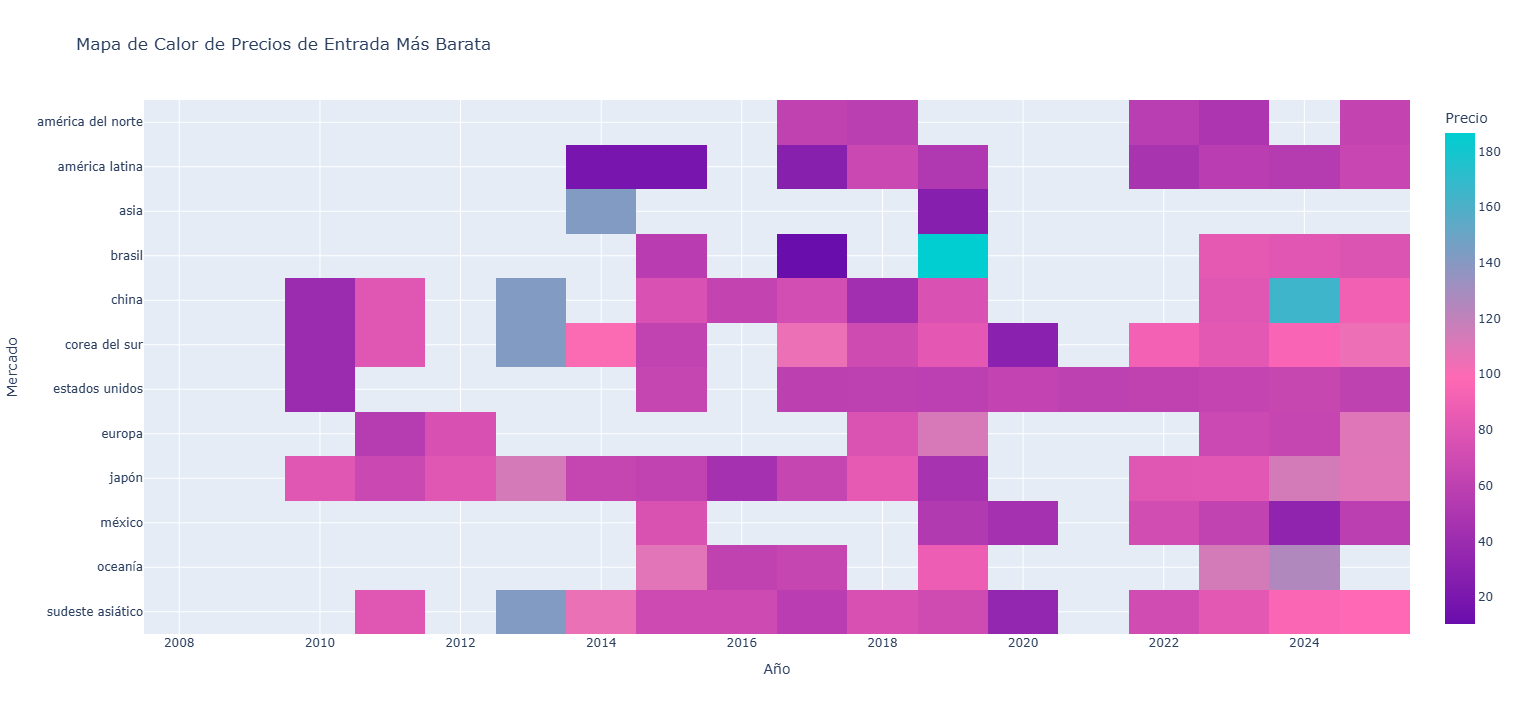 Mapa de Calor de Precios de Entrada Más Barata
Precio
180
160
140
120
100
80
60
40
20
Mercado
américa del norte
américa latina
asia
brasil
china
corea del sur
estados unidos
europa
japón
méxico
oceanía
sudeste asiático
2008 2010 2012 2014 2016 2018 2020 2022 2024
Año